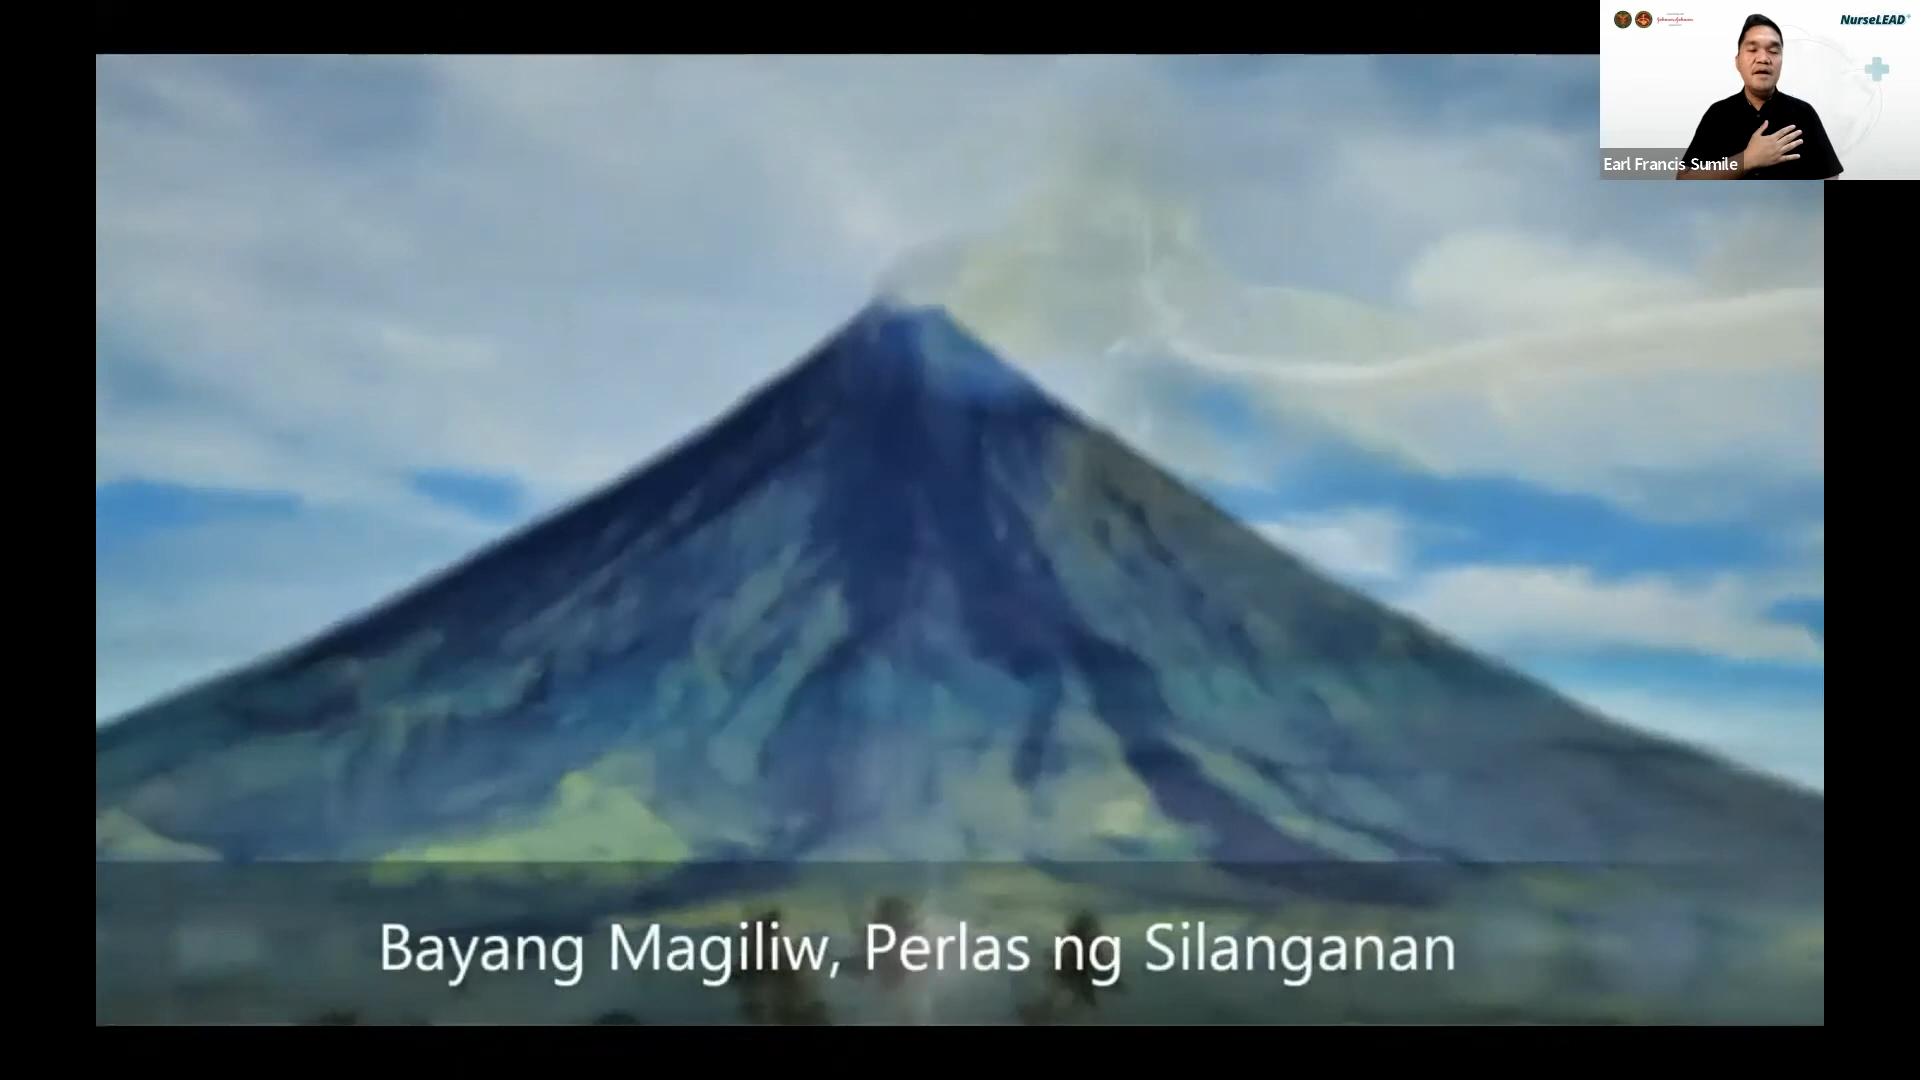 NurseLEAD
Earl Francis Sumile
Bayang Magiliw, Perlas ng Silanganan